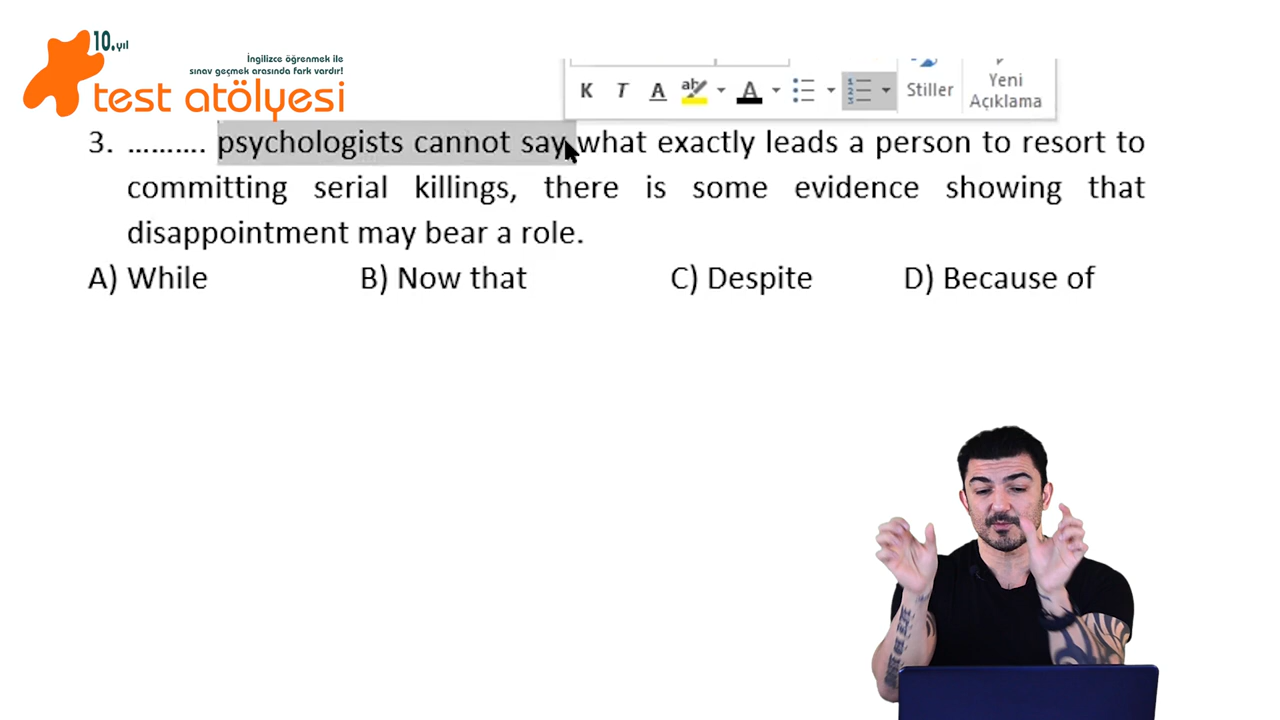 10.yıl
İngilizce öğrenmek ile
sınav geçmek arasında fark vardır!
test atölyesi
K T A ab A Stiller Yeni
Açıklama
3. .......... psychologists cannot say what exactly leads a person to resort to
committing serial killings, there is some evidence showing that
disappointment may bear a role.
A) While B) Now that C) Despite D) Because of